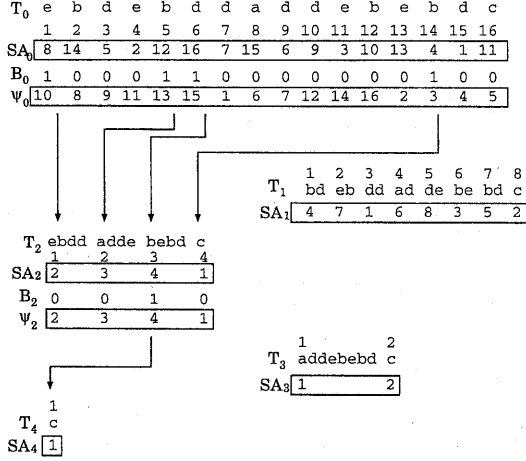 T0 e b d e b d d a d d e b e b d c
1 2 3 4 5 6 7 8 9 10 11 12 13 14 15 16
SA0 8 14 5 2 12 16 7 15 6 9 3 10 13 4 1 11
B0 1 0 0 0 1 1 0 0 0 0 0 0 0 1 0 0
Ψ0 10 8 9 11 13 15 1 6 7 12 14 16 2 3 4 5
1 2 3 4 5 6 7 8
T1 bd eb dd ad de be bd c
SA1 4 7 1 6 8 3 5 2
T2 ebdd adde bebd c
1 2 3 4
SA2 2 3 4 1
B2 0 0 1 0
Ψ2 2 3 4 1
1 2
T3 addebebd c
SA3 1 2
1
T4 c
SA4 1